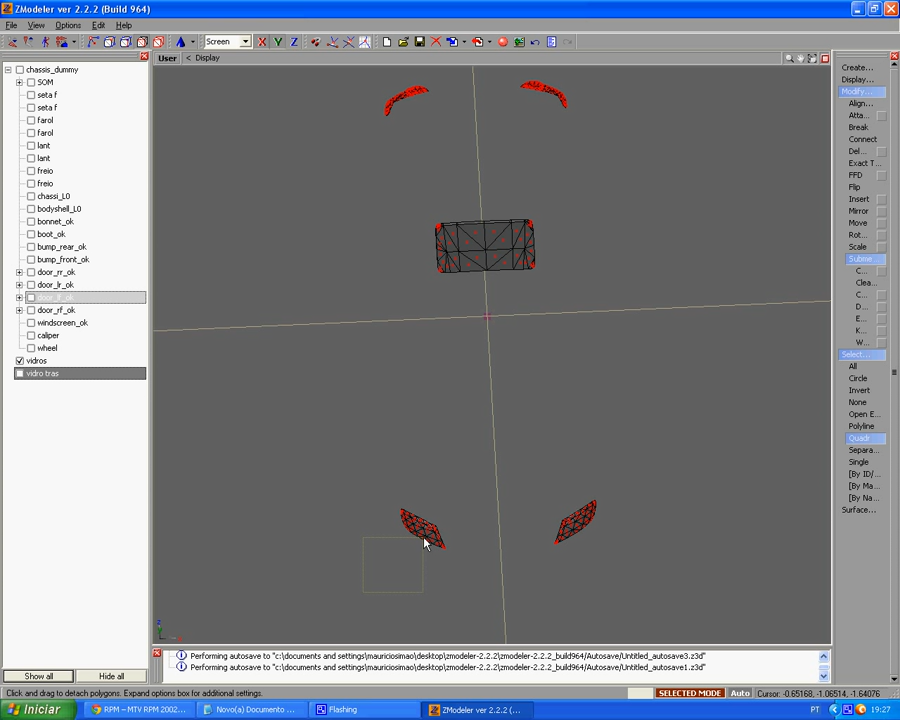 ZModeler ver 2.2.2 (Build 964)
File View Options Edit Help
Screen X Y Z
User < Display
chassis_dummy
SOM
seta f
seta f
farol
farol
lant
lant
freio
freio
chassi_L0
bodyshell_L0
bonnet_ok
boot_ok
bump_rear_ok
bump_front_ok
door_rr_ok
door_lr_ok
door_lf_ok
door_rf_ok
windscreen_ok
caliper
wheel
vidros
vidro tras
Show all Hide all
Create...
Display...
Modify...
Align...
Atta...
Break
Connect
Del...
Exact T...
FFD
Flip
Insert
Mirror
Move
Rot...
Scale
Subme...
C...
Clea...
C...
D...
E...
K...
W...
Select...
All
Circle
Invert
None
Open E...
Polyline
Quadr
Separa...
Single
[By ID/...
[By Ma...
[By Na...
Surface...
z
Performing autosave to "c:\documents and settings\mauriciosimao\desktop\zmodeler-2.2.2\zmodeler-2.2.2_build964/Autosave/Untitled_autosave3.z3d"
Performing autosave to "c:\documents and settings\mauriciosimao\desktop\zmodeler-2.2.2\zmodeler-2.2.2_build964/Autosave/Untitled_autosave1.z3d"
Click and drag to detach polygons. Expand options box for additional settings.
SELECTED MODE Auto Cursor: -0.65168, -1.06514, -1.64076
Iniciar
RPM – MTV RPM 2002...
Novo(a) Documento ...
Flashing
ZModeler ver 2.2.2 (...
PT
19:27